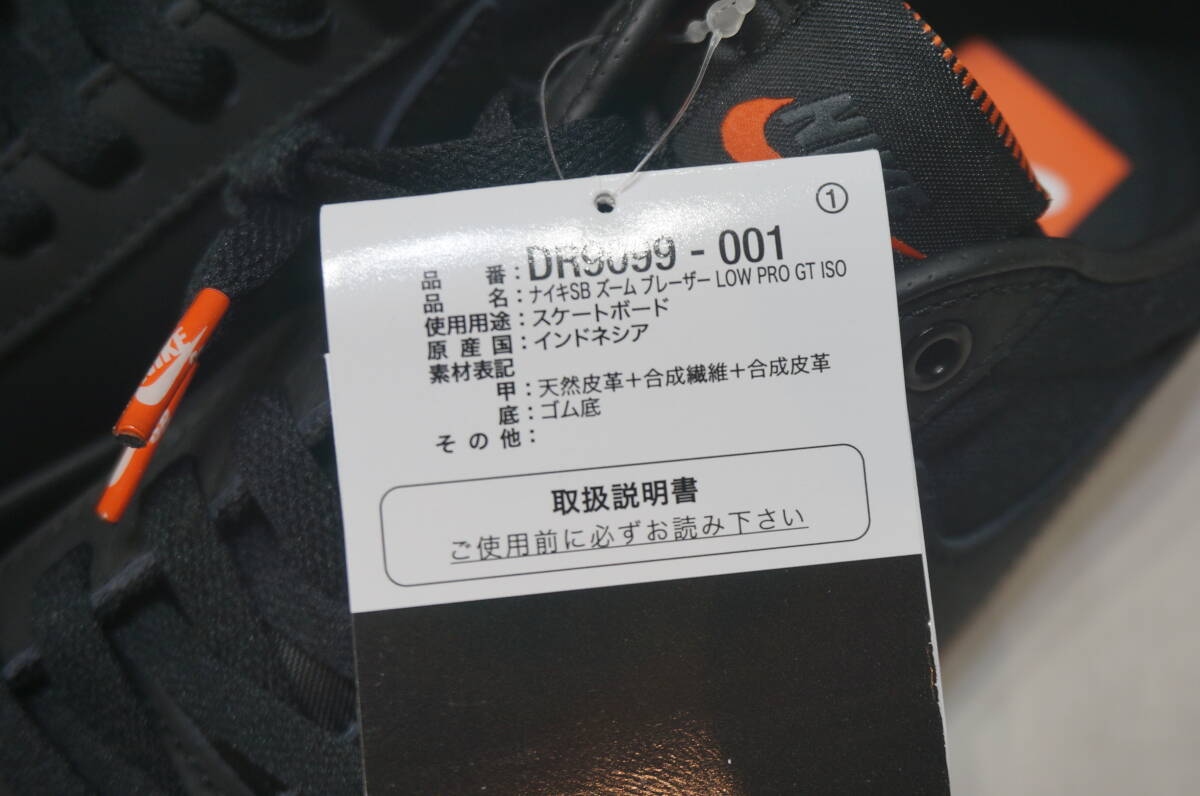 ①
品番：DR9099-001
品名：ナイキSB ズーム ブレーザー LOW PRO GT ISO
使用用途：スケートボード
原産国：インドネシア
素材表記
甲：天然皮革＋合成繊維＋合成皮革
底：ゴム底
その他：
取扱説明書
ご使用前に必ずお読み下さい
NIKE